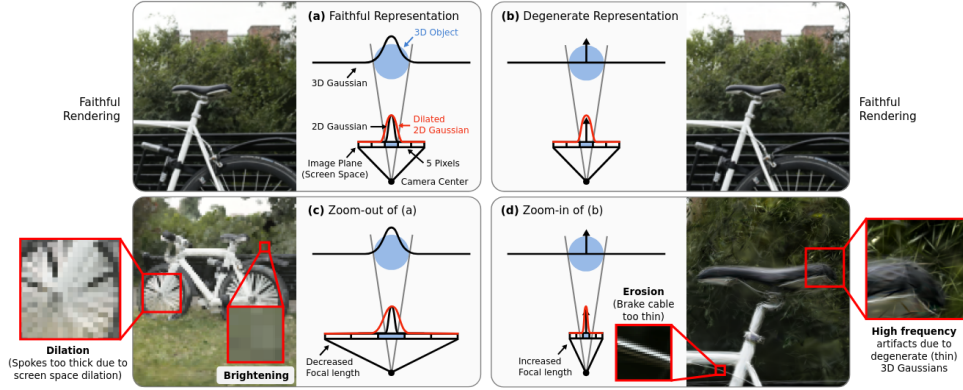 (a) Faithful Representation
3D Object
3D Gaussian
2D Gaussian
Dilated
2D Gaussian
Image Plane
(Screen Space)
5 Pixels
Camera Center
Faithful
Rendering
(b) Degenerate Representation
Faithful
Rendering
(c) Zoom-out of (a)
Decreased
Focal length
Dilation
(Spokes too thick due to
screen space dilation)
Brightening
(d) Zoom-in of (b)
Erosion
(Brake cable
too thin)
Increased
Focal length
High frequency
artifacts due to
degenerate (thin)
3D Gaussians